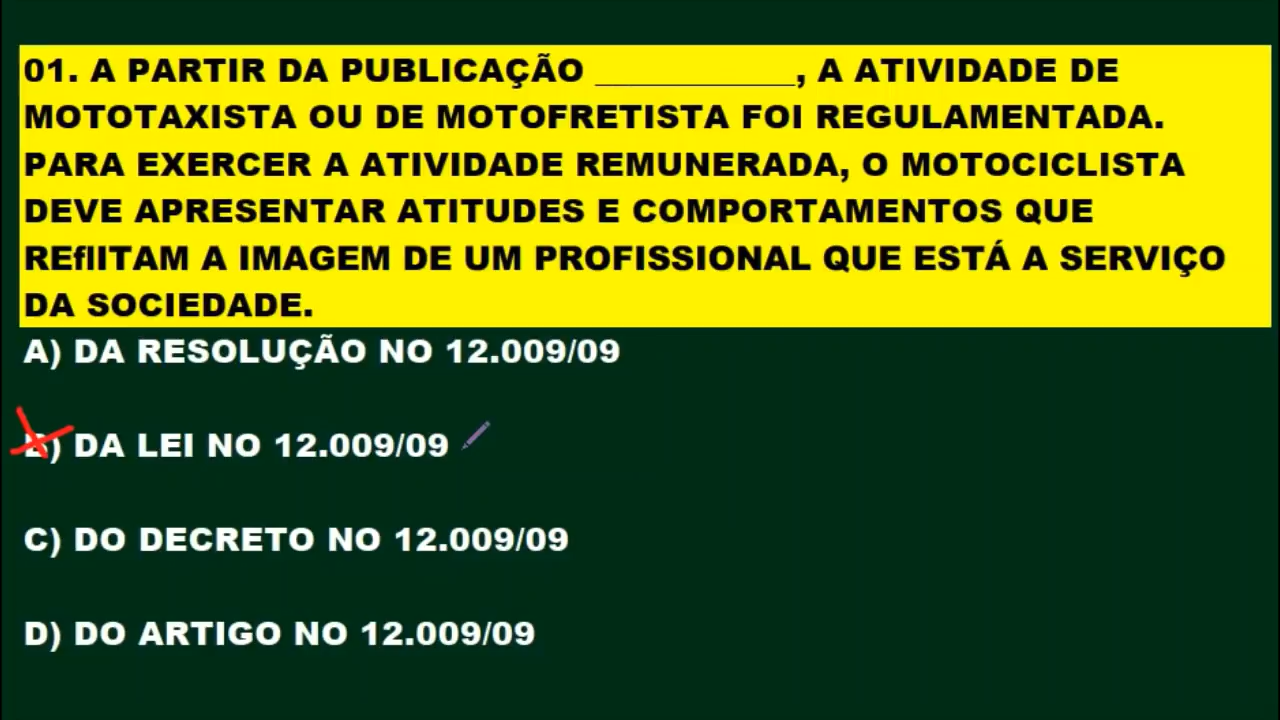 01. A PARTIR DA PUBLICAÇÃO ____________, A ATIVIDADE DE
MOTOTAXISTA OU DE MOTOFRETISTA FOI REGULAMENTADA.
PARA EXERCER A ATIVIDADE REMUNERADA, O MOTOCICLISTA
DEVE APRESENTAR ATITUDES E COMPORTAMENTOS QUE
REflITAM A IMAGEM DE UM PROFISSIONAL QUE ESTÁ A SERVIÇO
DA SOCIEDADE.
A) DA RESOLUÇÃO NO 12.009/09
B) DA LEI NO 12.009/09
C) DO DECRETO NO 12.009/09
D) DO ARTIGO NO 12.009/09